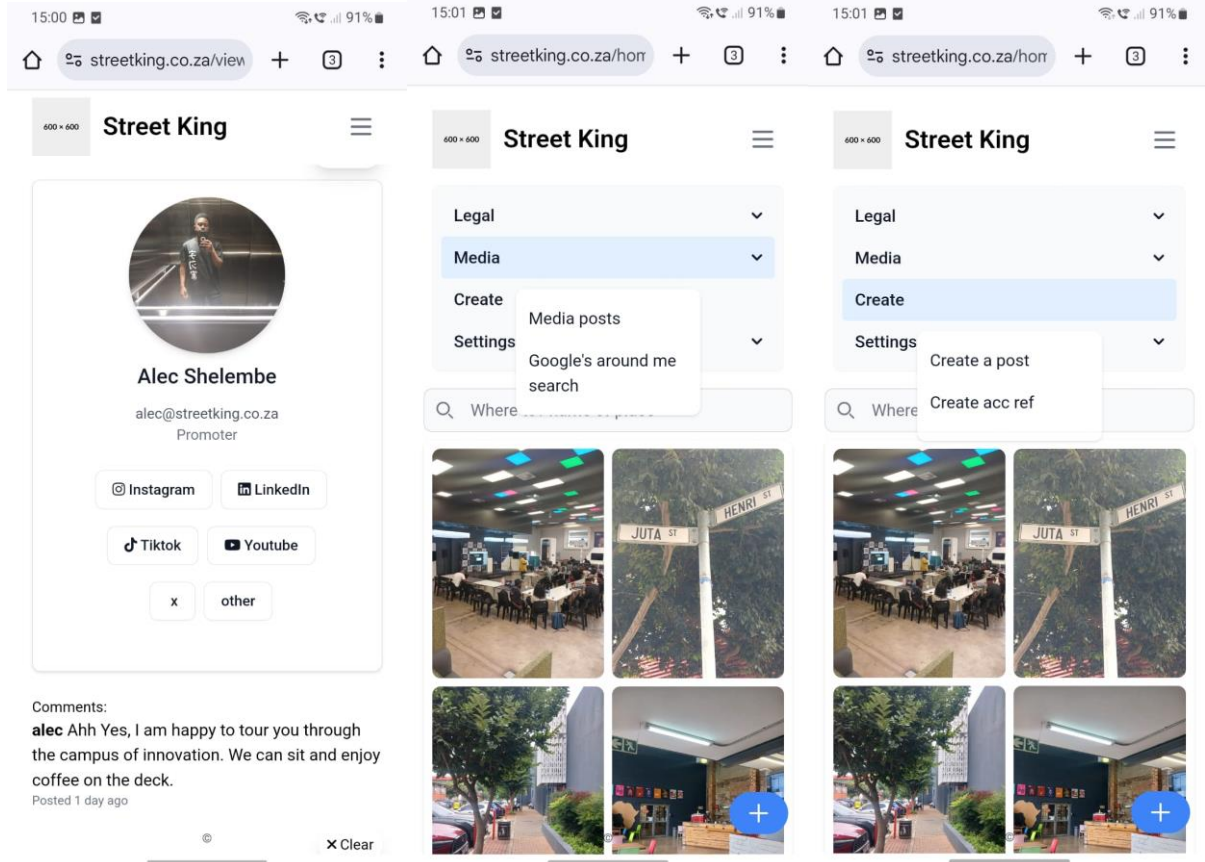 15:00
91%
streetking.co.za/view
3
600 × 600
Street King
Alec Shelembe
alec@streetking.co.za
Promoter
Instagram
LinkedIn
Tiktok
Youtube
x
other
Comments:
alec Ahh Yes, I am happy to tour you through
the campus of innovation. We can sit and enjoy
coffee on the deck.
Posted 1 day ago
©
× Clear
15:01
91%
streetking.co.za/hom
3
600 × 600
Street King
Legal
Media
Create
Media posts
Settings
Google's around me
search
Where
JUTA ST
HENRI ST
©
15:01
91%
streetking.co.za/hom
3
600 × 600
Street King
Legal
Media
Create
Settings
Create a post
Create acc ref
Where
JUTA ST
HENRI ST